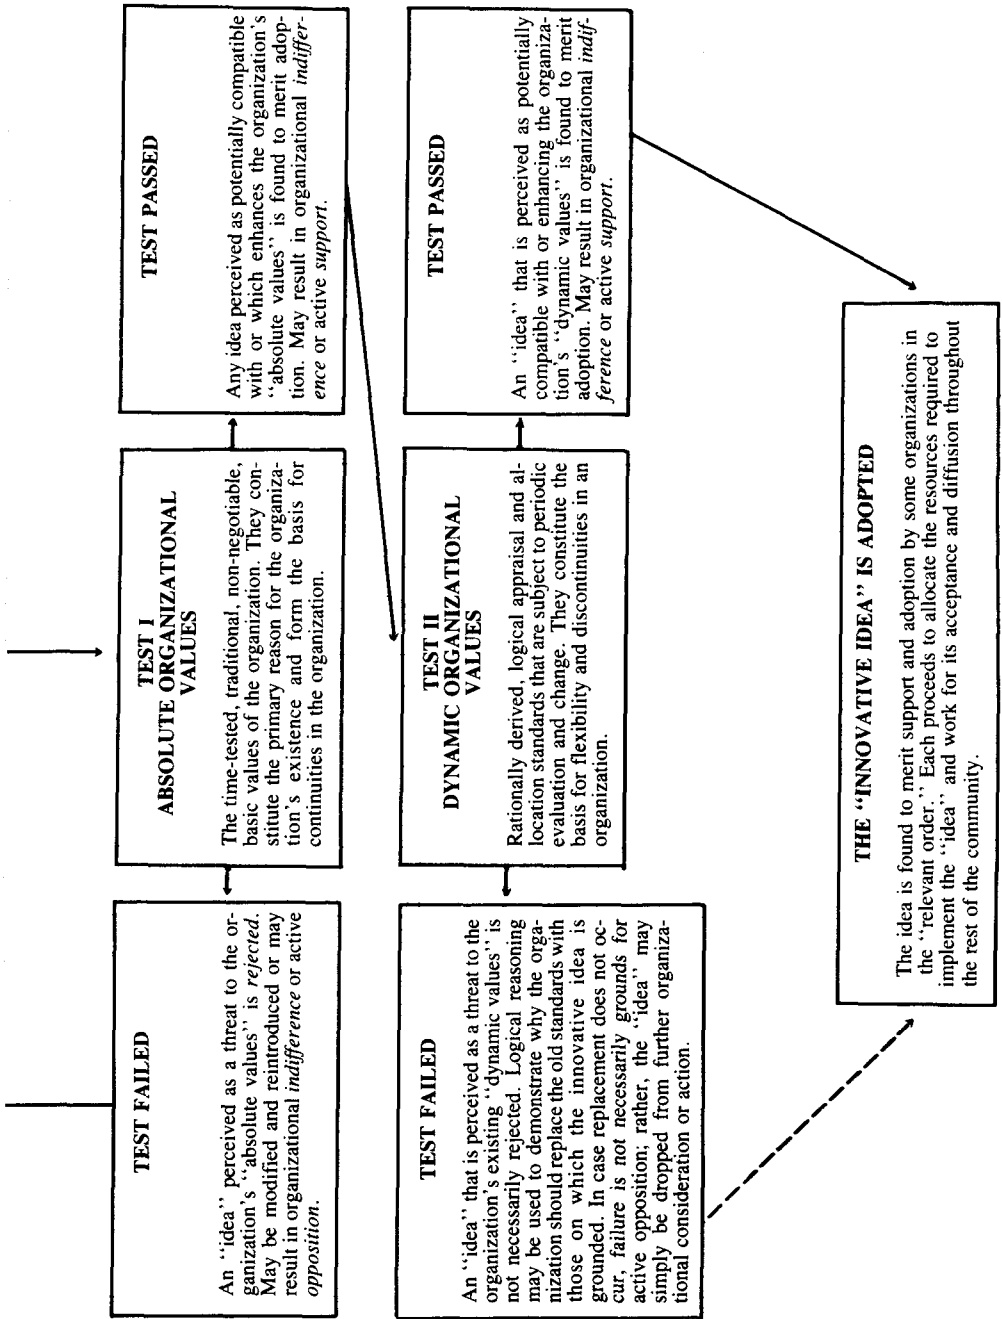 TEST FAILED
An ‘‘idea’’ perceived as a threat to the or-
ganization's ‘‘absolute values’’ is rejected.
May be modified and reintroduced or may
result in organizational indifference or active
opposition.
TEST I
ABSOLUTE ORGANIZATIONAL
VALUES
The time-tested, traditional, non-negotiable,
basic values of the organization. They con-
stitute the primary reason for the organiza-
tion's existence and form the basis for
continuities in the organization.
TEST PASSED
Any idea perceived as potentially compatible
with or which enhances the organization's
‘‘absolute values’’ is found to merit adop-
tion. May result in organizational indiffer-
ence or active support.
TEST FAILED
An ‘‘idea’’ that is perceived as a threat to the
organization's existing ‘‘dynamic values’’ is
not necessarily rejected. Logical reasoning
may be used to demonstrate why the orga-
nization should replace the old standards with
those on which the innovative idea is
grounded. In case replacement does not oc-
cur, failure is not necessarily grounds for
active opposition; rather, the ‘‘idea’’ may
simply be dropped from further organiza-
tional consideration or action.
TEST II
DYNAMIC ORGANIZATIONAL
VALUES
Rationally derived, logical appraisal and al-
location standards that are subject to periodic
evaluation and change. They constitute the
basis for flexibility and discontinuities in an
organization.
TEST PASSED
An ‘‘idea’’ that is perceived as potentially
compatible with or enhancing the organiza-
tion's ‘‘dynamic values’’ is found to merit
adoption. May result in organizational indif-
ference or active support.
THE ‘‘INNOVATIVE IDEA’’ IS ADOPTED
The idea is found to merit support and adoption by some organizations in
the ‘‘relevant order.’’ Each proceeds to allocate the resources required to
implement the ‘‘idea’’ and work for its acceptance and diffusion throughout
the rest of the community.